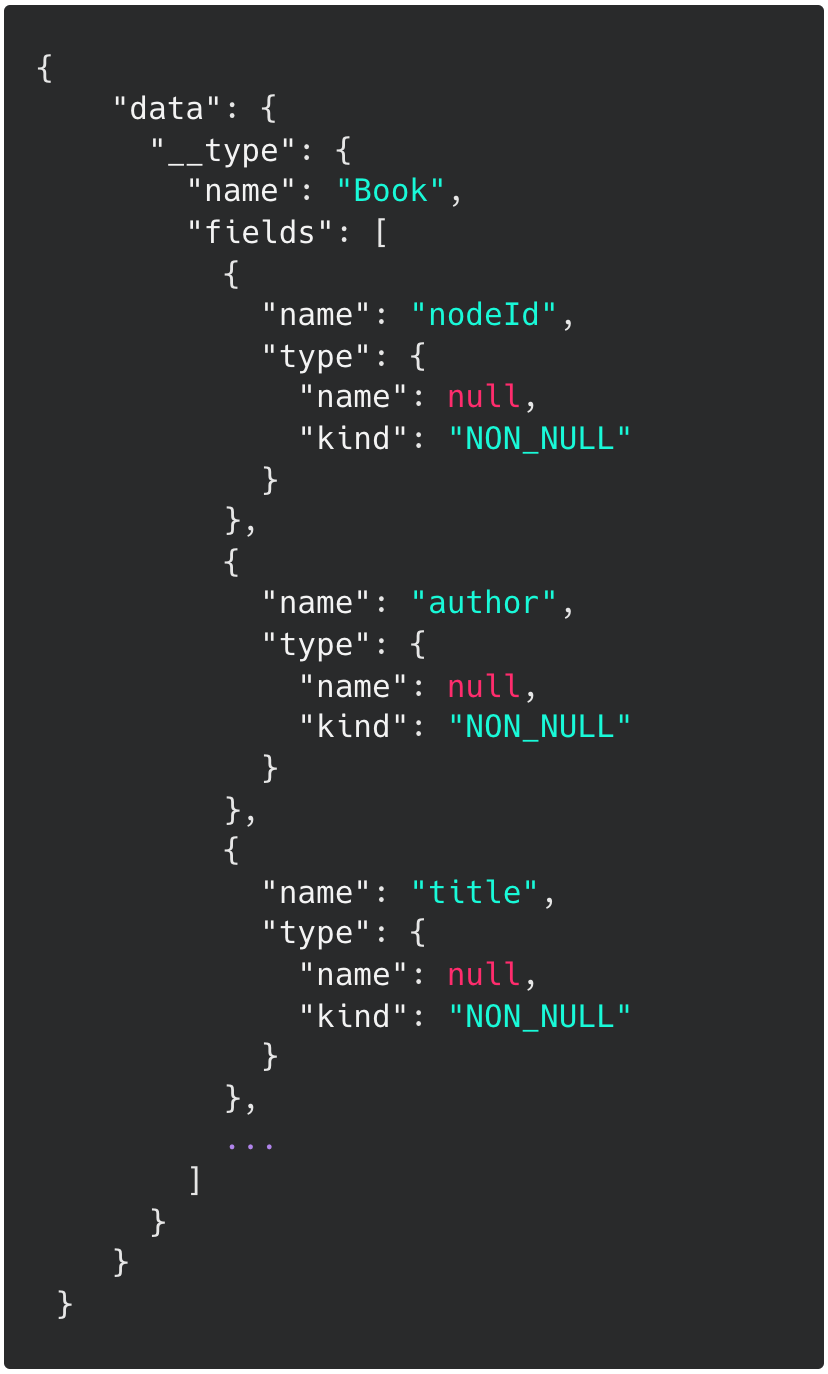 {
    "data": {
      "__type": {
        "name": "Book",
        "fields": [
          {
            "name": "nodeId",
            "type": {
              "name": null,
              "kind": "NON_NULL"
            }
          },
          {
            "name": "author",
            "type": {
              "name": null,
              "kind": "NON_NULL"
            }
          },
          {
            "name": "title",
            "type": {
              "name": null,
              "kind": "NON_NULL"
            }
          },
          ...
        ]
      }
    }
 }